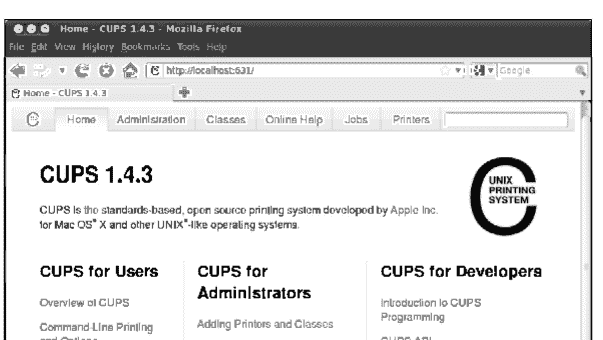 Home - CUPS 1.4.3 - Mozilla Firefox
File Edit View History Bookmarks Tools Help
http://localhost:631/ Google
Home - CUPS 1.4.3
Home Administration Classes Online Help Jobs Printers
CUPS 1.4.3
UNIX
PRINTING
SYSTEM
CUPS is the standards-based, open source printing system developed by Apple Inc.
for Mac OS® X and other UNIX®-like operating systems.
CUPS for Users
Overview of CUPS
Command-Line Printing
and Options
CUPS for
Administrators
Adding Printers and Classes
CUPS for Developers
Introduction to CUPS
Programming
CUPS API